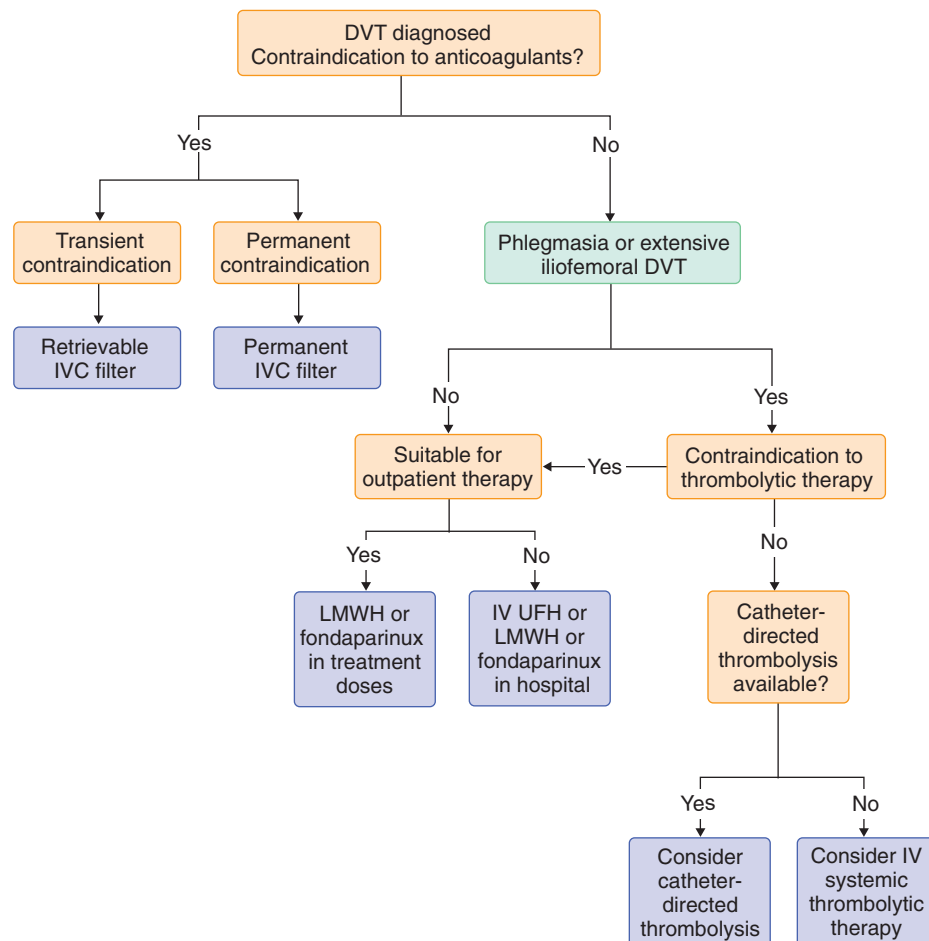 DVT diagnosed
Contraindication to anticoagulants?
Yes
No
Transient
contraindication
Permanent
contraindication
Phlegmasia or extensive
iliofemoral DVT
Retrievable
IVC filter
Permanent
IVC filter
No
Yes
Suitable for
outpatient therapy
Yes
Contraindication to
thrombolytic therapy
Yes
No
No
LMWH or
fondaparinux
in treatment
doses
IV UFH or
LMWH or
fondaparinux
in hospital
Catheter-
directed
thrombolysis
available?
Yes
No
Consider
catheter-
directed
thrombolysis
Consider IV
systemic
thrombolytic
therapy